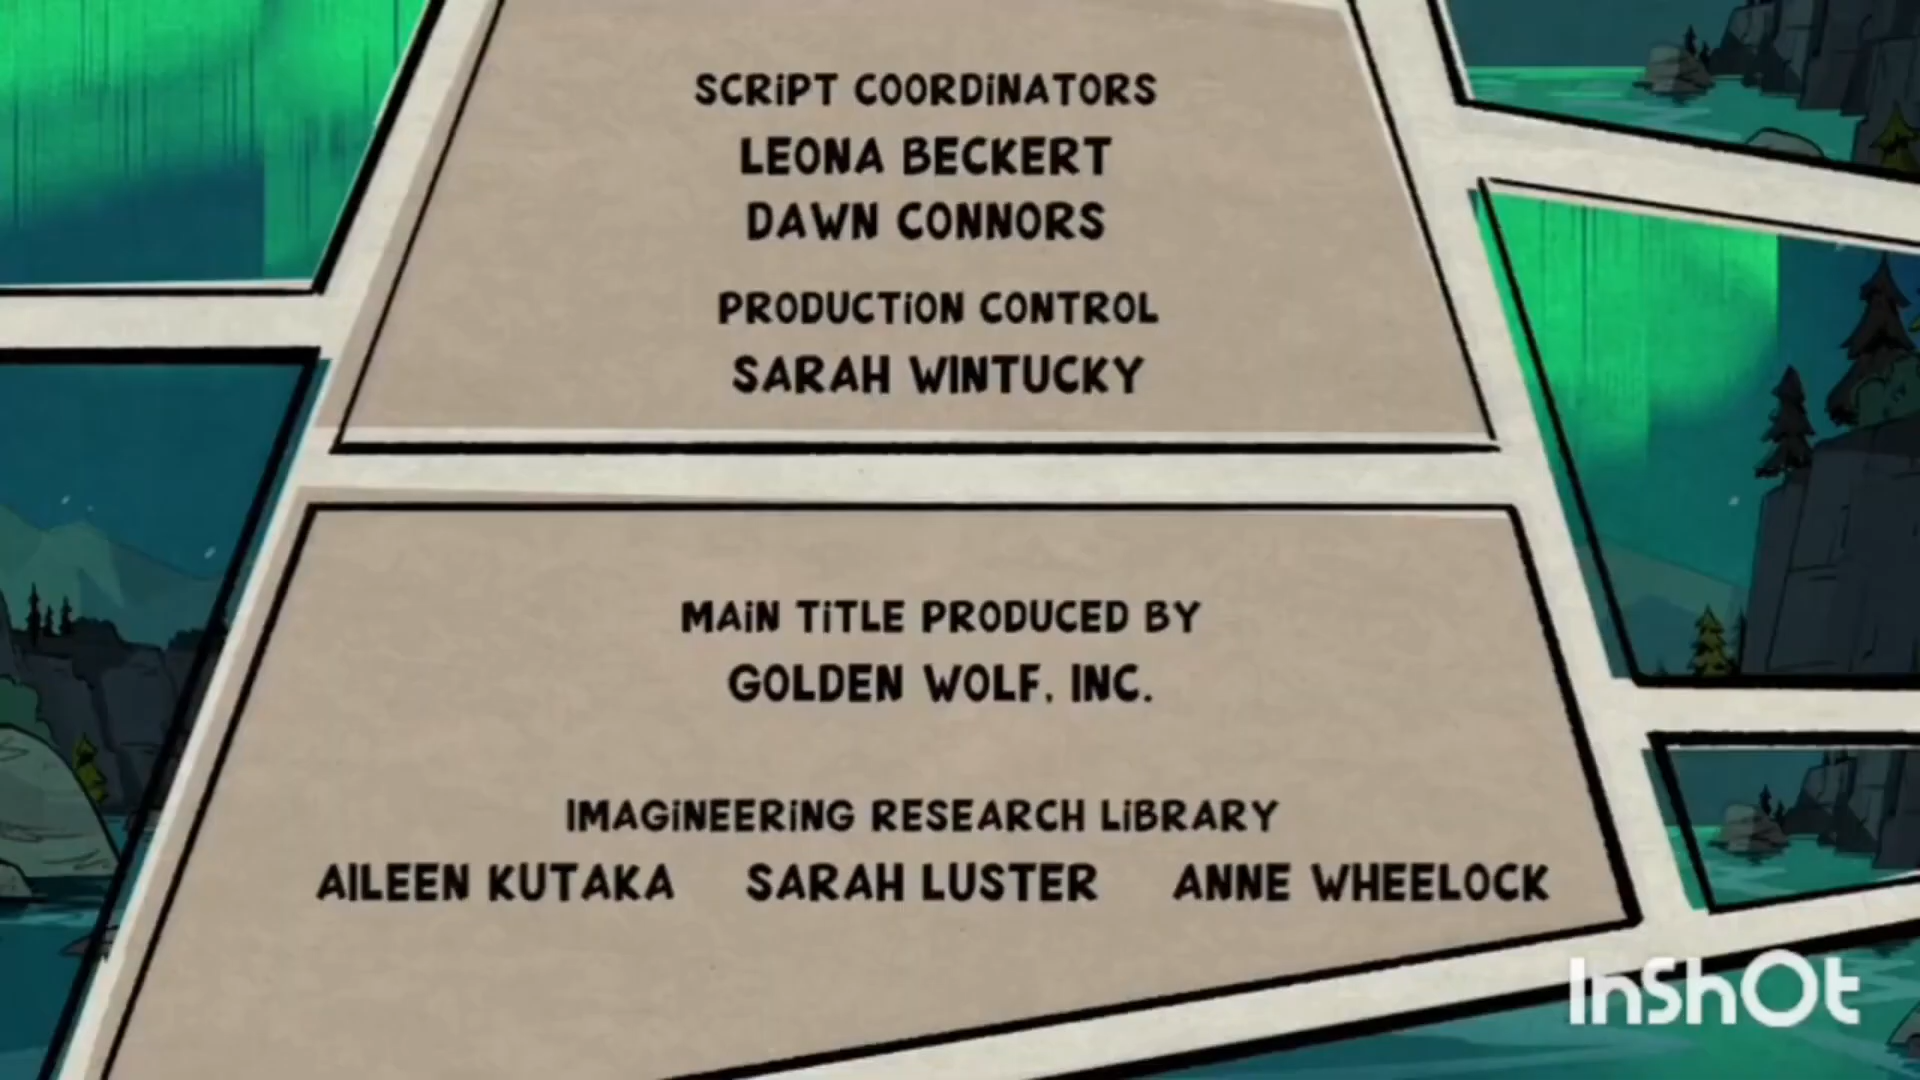 SCRIPT COORDINATORS
LEONA BECKERT
DAWN CONNORS
PRODUCTION CONTROL
SARAH WINTUCKY
MAIN TITLE PRODUCED BY
GOLDEN WOLF, INC.
IMAGINEERING RESEARCH LIBRARY
AILEEN KUTAKA SARAH LUSTER ANNE WHEELOCK
InShOt